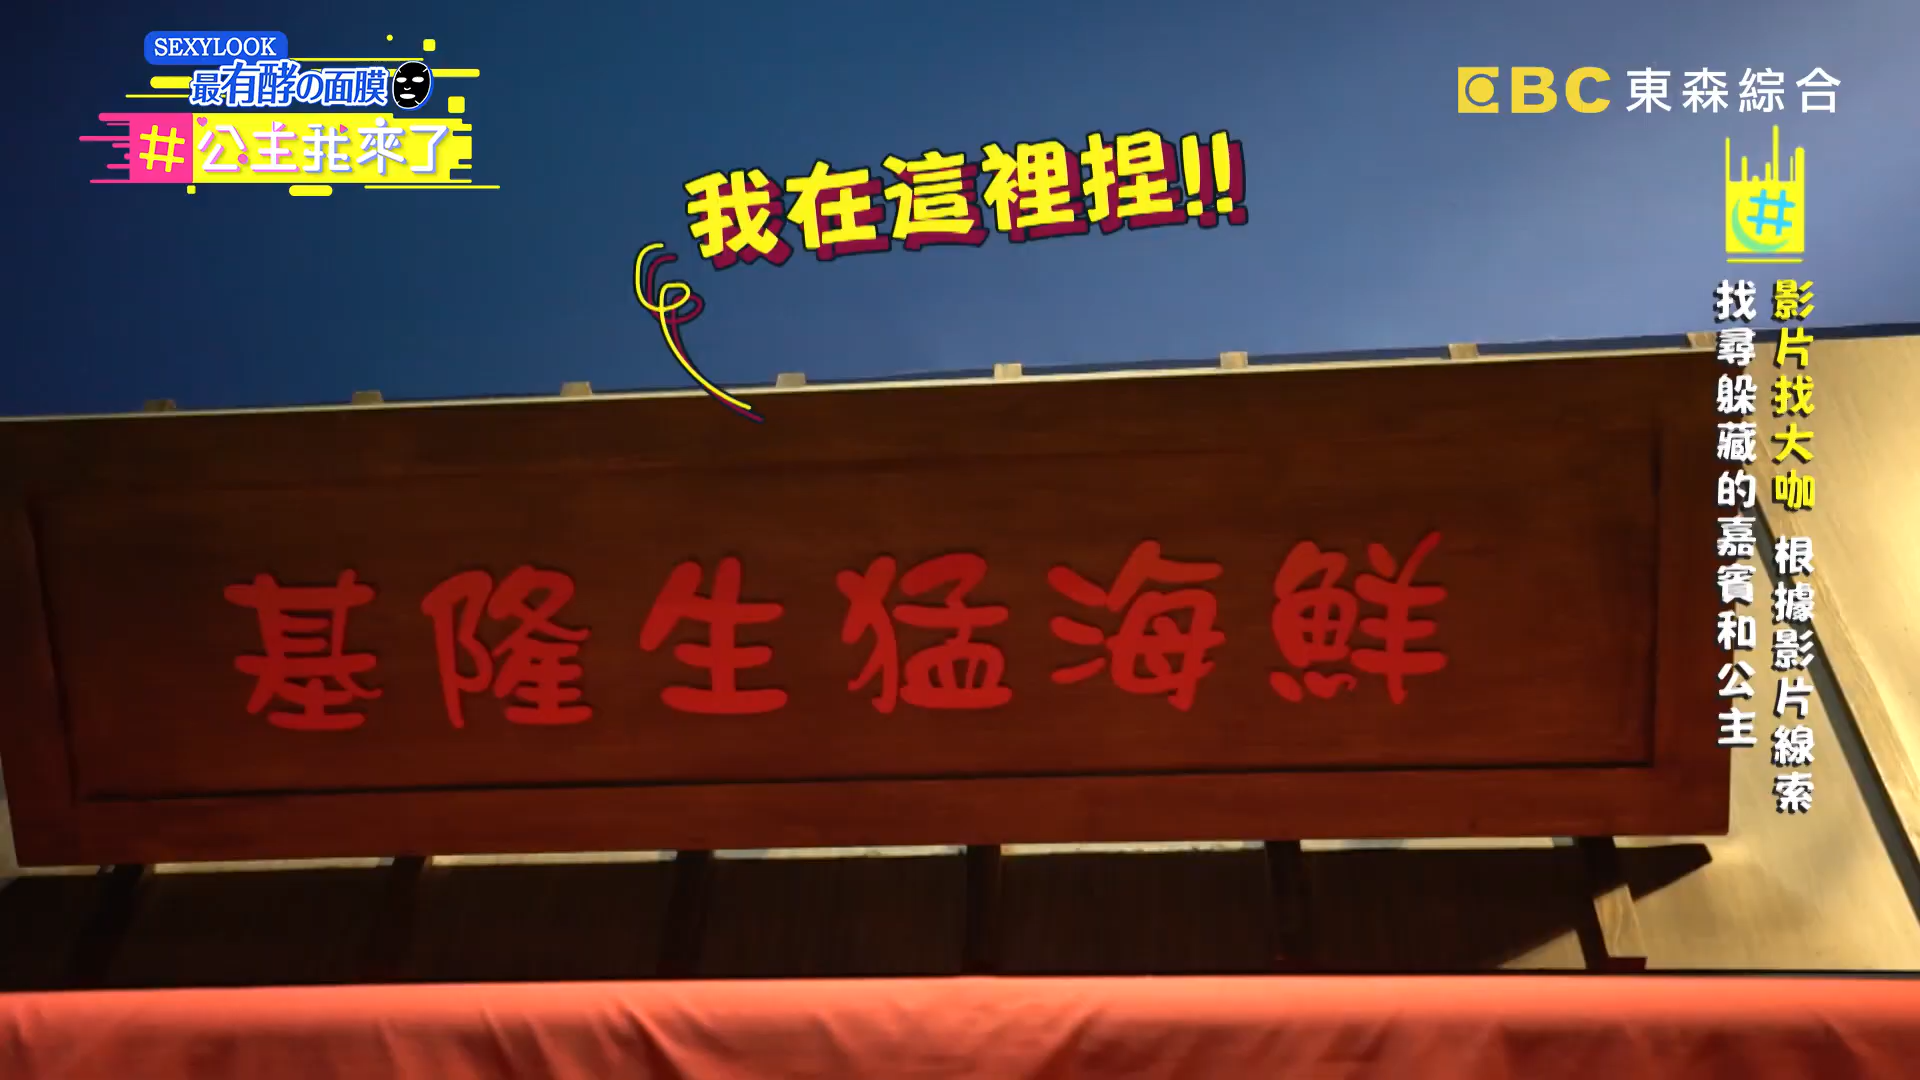 SEXYLOOK
最有酵の面膜
#公主我來了
EBC 東森綜合
我在這裡捏!!
#
影片找大咖 根據影片線索
找尋躲藏的嘉賓和公主
基隆生猛海鮮